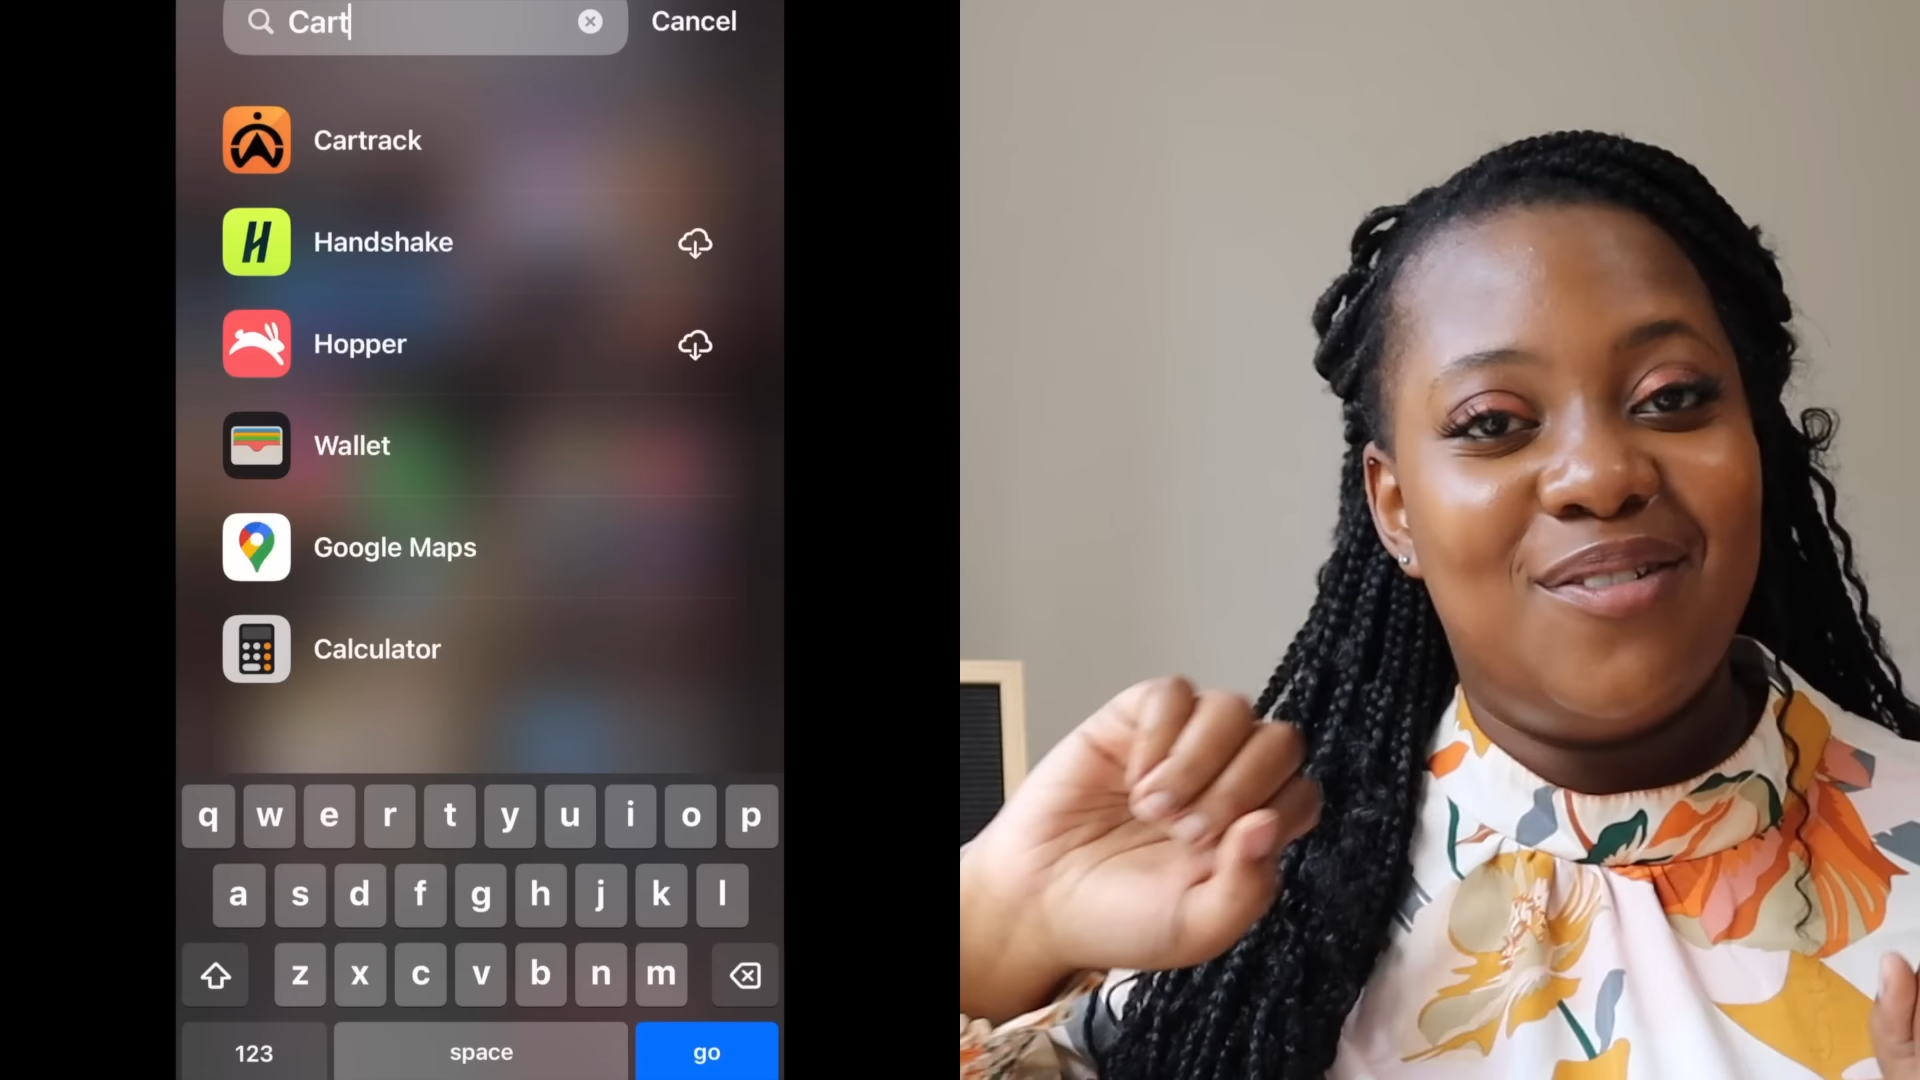 Cart
Cancel
Cartrack
Handshake
Hopper
Wallet
Google Maps
Calculator
q w e r t y u i o p
a s d f g h j k l
z x c v b n m
123 space go